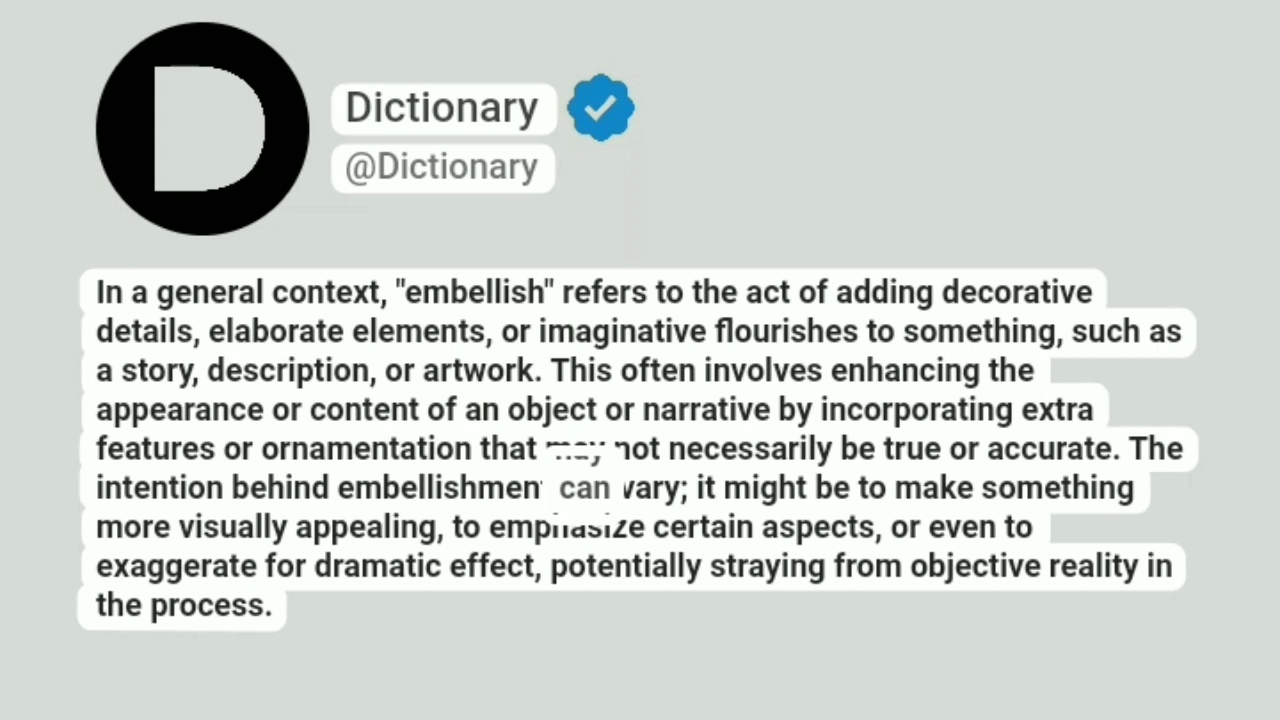 D
Dictionary
@Dictionary
In a general context, "embellish" refers to the act of adding decorative
details, elaborate elements, or imaginative flourishes to something, such as
a story, description, or artwork. This often involves enhancing the
appearance or content of an object or narrative by incorporating extra
features or ornamentation that may not necessarily be true or accurate. The
intention behind embellishment can vary; it might be to make something
more visually appealing, to emphasize certain aspects, or even to
exaggerate for dramatic effect, potentially straying from objective reality in
the process.